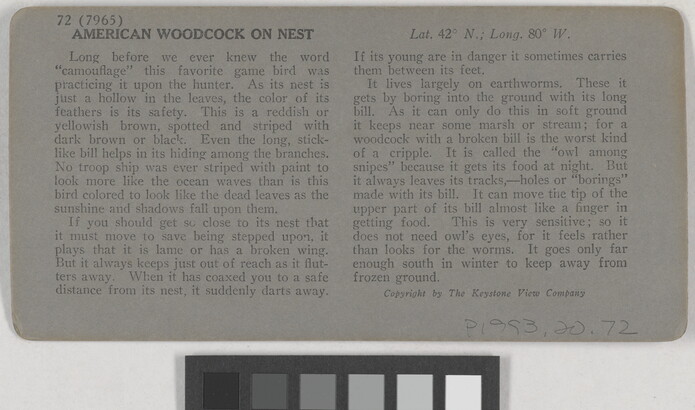 72 (7965)
AMERICAN WOODCOCK ON NEST
Long before we ever knew the word
"camouflage" this favorite game bird was
practicing it upon the hunter. As its nest is
just a hollow in the leaves, the color of its
feathers is its safety. This is a reddish or
yellowish brown, spotted and striped with
dark brown or black. Even the long, stick-
like bill helps in its hiding among the branches.
No troop ship was ever striped with paint to
look more like the ocean waves than is this
bird colored to look like the dead leaves as the
sunshine and shadows fall upon them.
If you should get so close to its nest that
it must move to save being stepped upon, it
plays that it is lame or has a broken wing.
But it always keeps just out of reach as it flut-
ters away. When it has coaxed you to a safe
distance from its nest, it suddenly darts away.
Lat. 42° N.; Long. 80° W.
If its young are in danger it sometimes carries
them between its feet.
It lives largely on earthworms. These it
gets by boring into the ground with its long
bill. As it can only do this in soft ground
it keeps near some marsh or stream; for a
woodcock with a broken bill is the worst kind
of a cripple. It is called the "owl among
snipes" because it gets its food at night. But
it always leaves its tracks,—holes or "borings"
made with its bill. It can move the tip of the
upper part of its bill almost like a finger in
getting food. This is very sensitive; so it
does not need owl's eyes, for it feels rather
than looks for the worms. It goes only far
enough south in winter to keep away from
frozen ground.
Copyright by The Keystone View Company
P1993.20.72